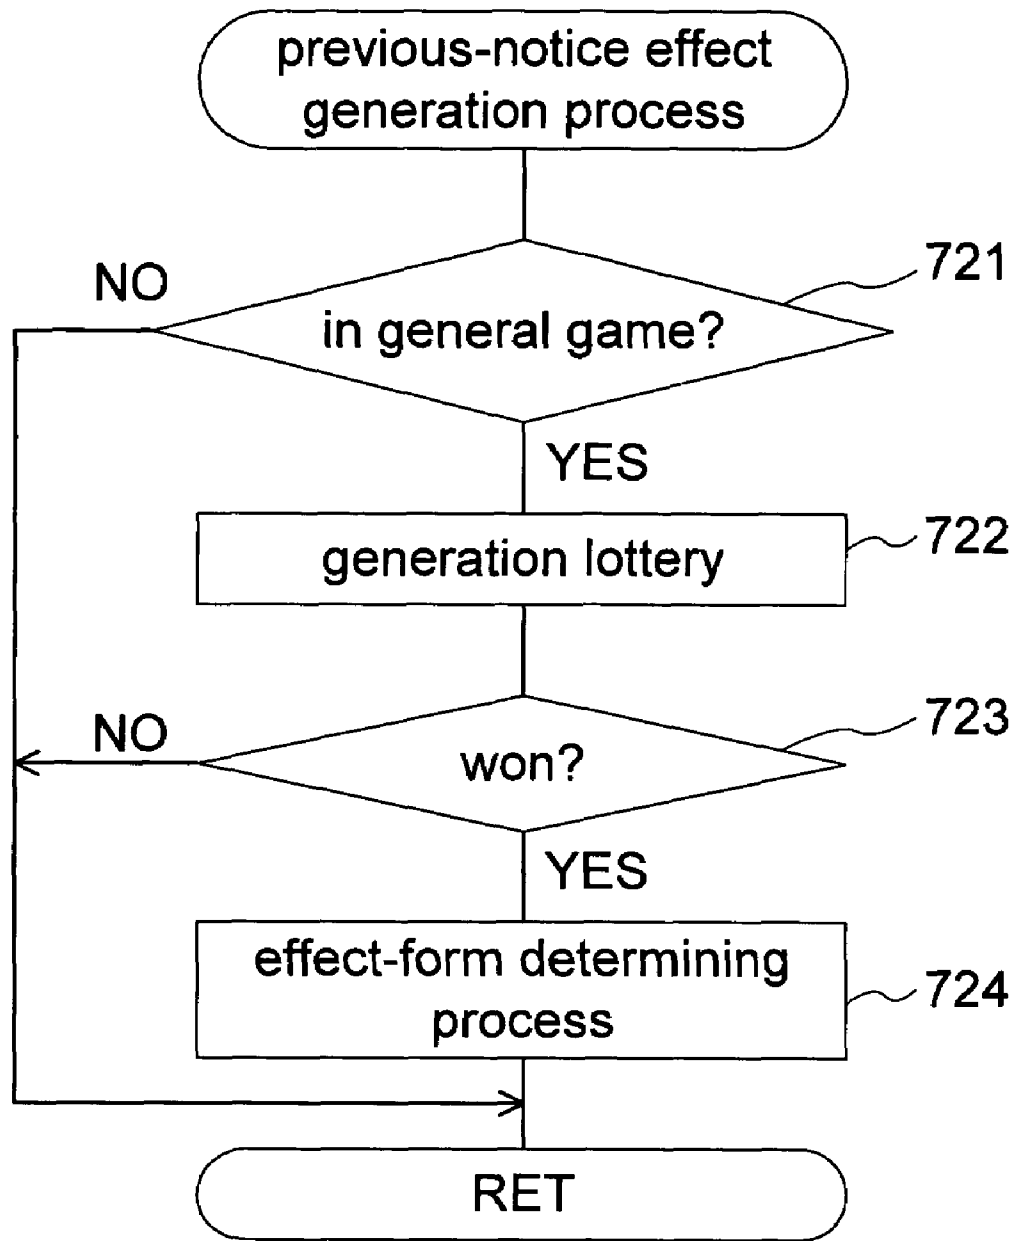 previous-notice effect
generation process
721
NO
in general game?
YES
722
generation lottery
723
NO
won?
YES
effect-form determining
process
724
RET